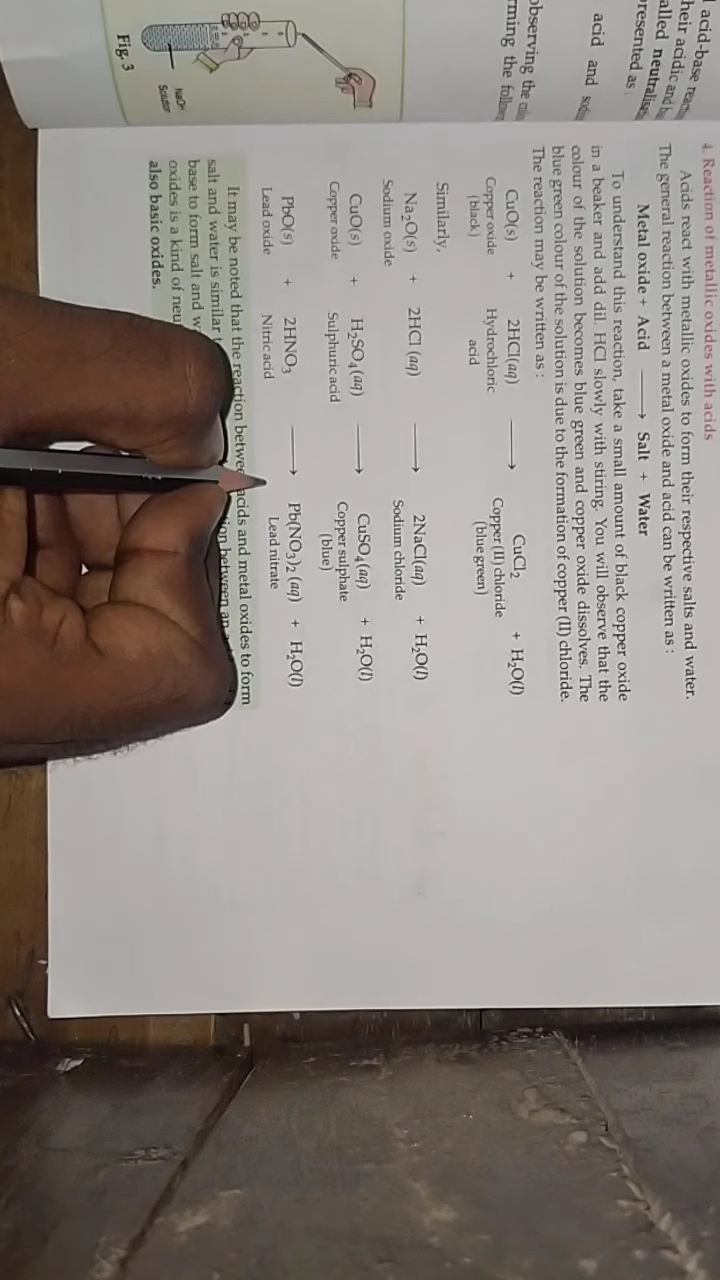 acid-base
their acidic and
alled neutralis
resented as :
acid and
observing the
rming the follow
Fig. 3
NaOH
Solution
4. Reaction of metallic oxides with acids
Acids react with metallic oxides to form their respective salts and water.
The general reaction between a metal oxide and acid can be written as :
Metal oxide + Acid ⟶ Salt + Water
To understand this reaction, take a small amount of black copper oxide
in a beaker and add dil. HCl slowly with stiring. You will observe that the
colour of the solution becomes blue green and copper oxide dissolves. The
blue green colour of the solution is due to the formation of copper (II) chloride.
The reaction may be written as :
CuO(s) + 2HCl(aq) ⟶ CuCl₂ + H₂O(l)
Copper oxide Hydrochloric Copper (II) chloride
(black) acid (blue green)
Similarly,
Na₂O(s) + 2HCl (aq) ⟶ 2NaCl(aq) + H₂O(l)
Sodium oxide Sodium chloride
CuO(s) + H₂SO₄(aq) ⟶ CuSO₄(aq) + H₂O(l)
Copper oxide Sulphuric acid Copper sulphate
(blue)
PbO(s) + 2HNO₃ ⟶ Pb(NO₃)₂ (aq) + H₂O(l)
Lead oxide Nitric acid Lead nitrate
It may be noted that the reaction betwee acids and metal oxides to form
salt and water is similar t ion between an
base to form salt and w
oxides is a kind of neu
also basic oxides.